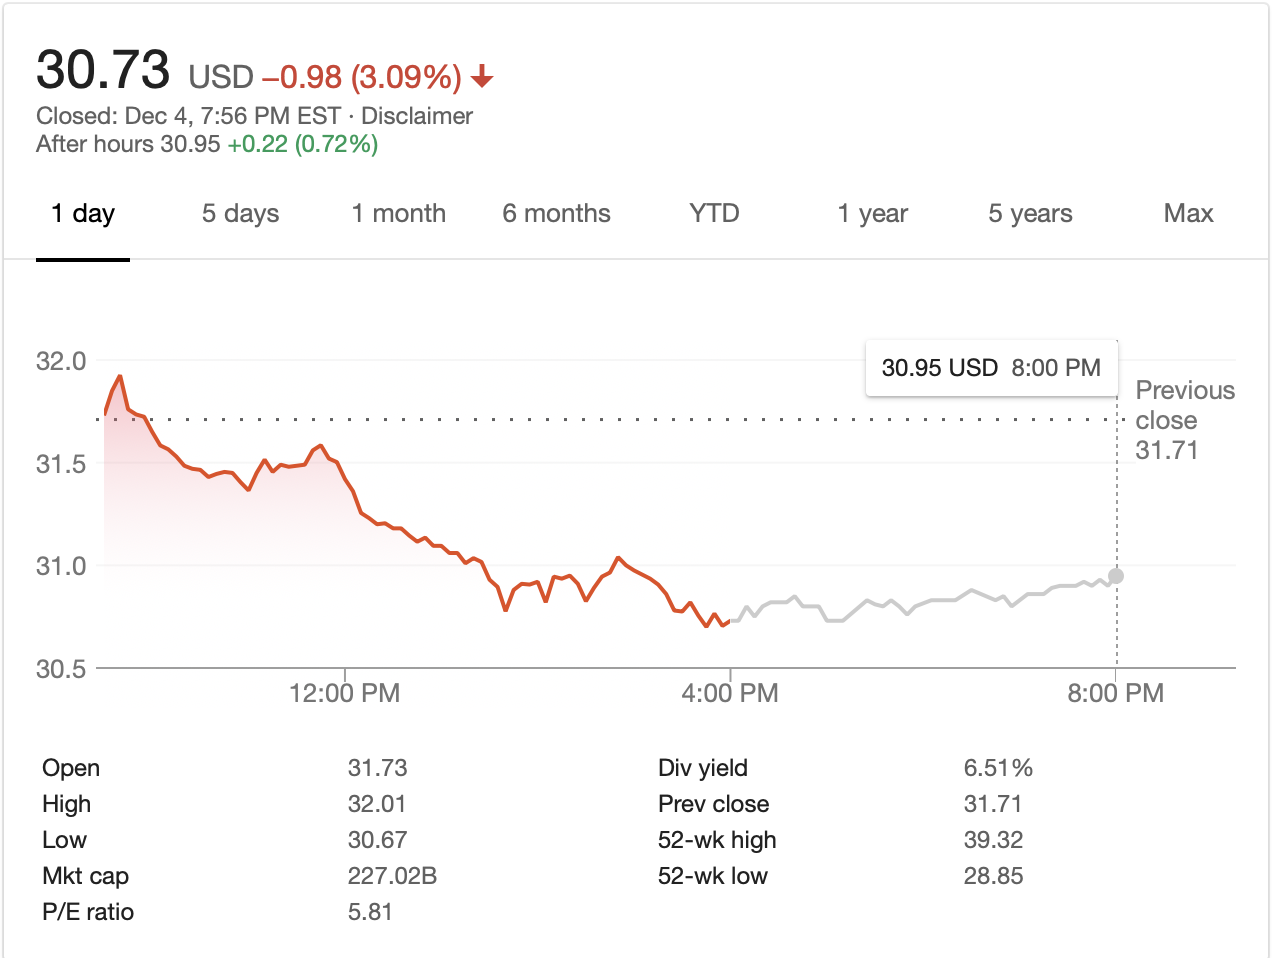 30.73 USD −0.98 (3.09%)
Closed: Dec 4, 7:56 PM EST · Disclaimer
After hours 30.95 +0.22 (0.72%)
1 day 5 days 1 month 6 months YTD 1 year 5 years Max
32.0
31.5
31.0
30.5
30.95 USD 8:00 PM
Previous
close
31.71
12:00 PM 4:00 PM 8:00 PM
Open 31.73 Div yield 6.51%
High 32.01 Prev close 31.71
Low 30.67 52-wk high 39.32
Mkt cap 227.02B 52-wk low 28.85
P/E ratio 5.81